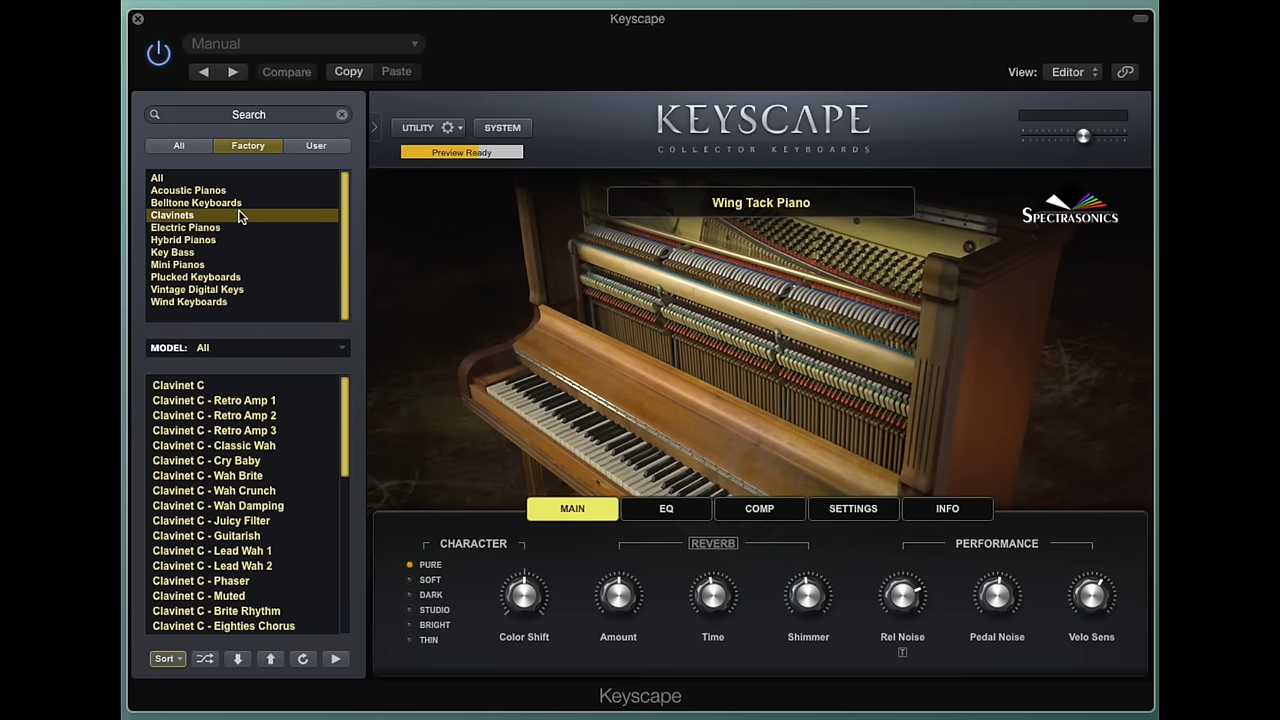 Keyscape
Manual
Compare
Copy
Paste
View:
Editor
Search
All
Factory
User
All
Acoustic Pianos
Belltone Keyboards
Clavinets
Electric Pianos
Hybrid Pianos
Key Bass
Mini Pianos
Plucked Keyboards
Vintage Digital Keys
Wind Keyboards
MODEL: All
Clavinet C
Clavinet C - Retro Amp 1
Clavinet C - Retro Amp 2
Clavinet C - Retro Amp 3
Clavinet C - Classic Wah
Clavinet C - Cry Baby
Clavinet C - Wah Brite
Clavinet C - Wah Crunch
Clavinet C - Wah Damping
Clavinet C - Juicy Filter
Clavinet C - Guitarish
Clavinet C - Lead Wah 1
Clavinet C - Lead Wah 2
Clavinet C - Phaser
Clavinet C - Muted
Clavinet C - Brite Rhythm
Clavinet C - Eighties Chorus
Sort
UTILITY
SYSTEM
Preview Ready
KEYSCAPE
COLLECTOR KEYBOARDS
Wing Tack Piano
SPECTRASONICS
MAIN
EQ
COMP
SETTINGS
INFO
CHARACTER
PURE
SOFT
DARK
STUDIO
BRIGHT
THIN
Color Shift
REVERB
Amount
Time
Shimmer
PERFORMANCE
Rel Noise
T
Pedal Noise
Velo Sens
Keyscape